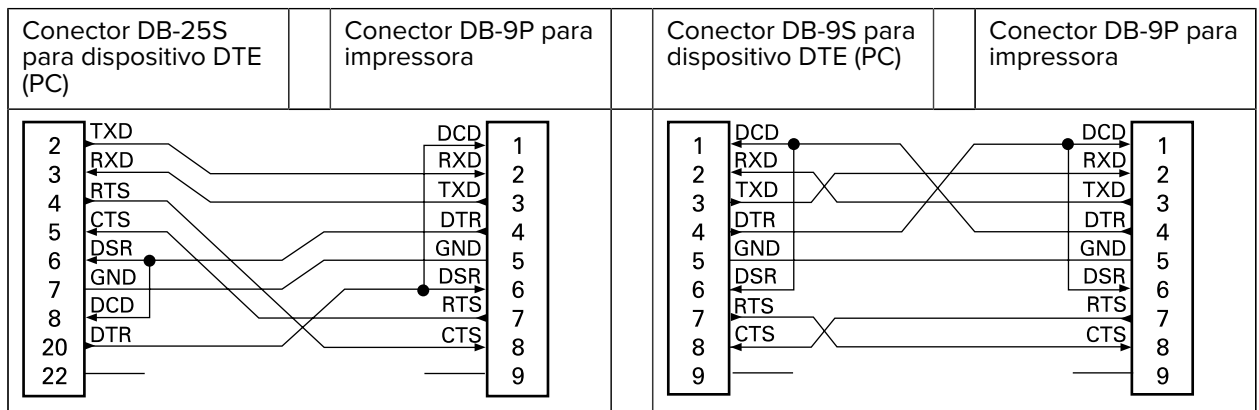 Conector DB-25S
para dispositivo DTE
(PC)
Conector DB-9P para
impressora
Conector DB-9S para
dispositivo DTE (PC)
Conector DB-9P para
impressora
2 TXD
3 RXD
4 RTS
5 CTS
6 DSR
7 GND
8 DCD
20 DTR
22
DCD 1
RXD 2
TXD 3
DTR 4
GND 5
DSR 6
RTS 7
CTS 8
9
1 DCD
2 RXD
3 TXD
4 DTR
5 GND
6 DSR
7 RTS
8 CTS
9
DCD 1
RXD 2
TXD 3
DTR 4
GND 5
DSR 6
RTS 7
CTS 8
9